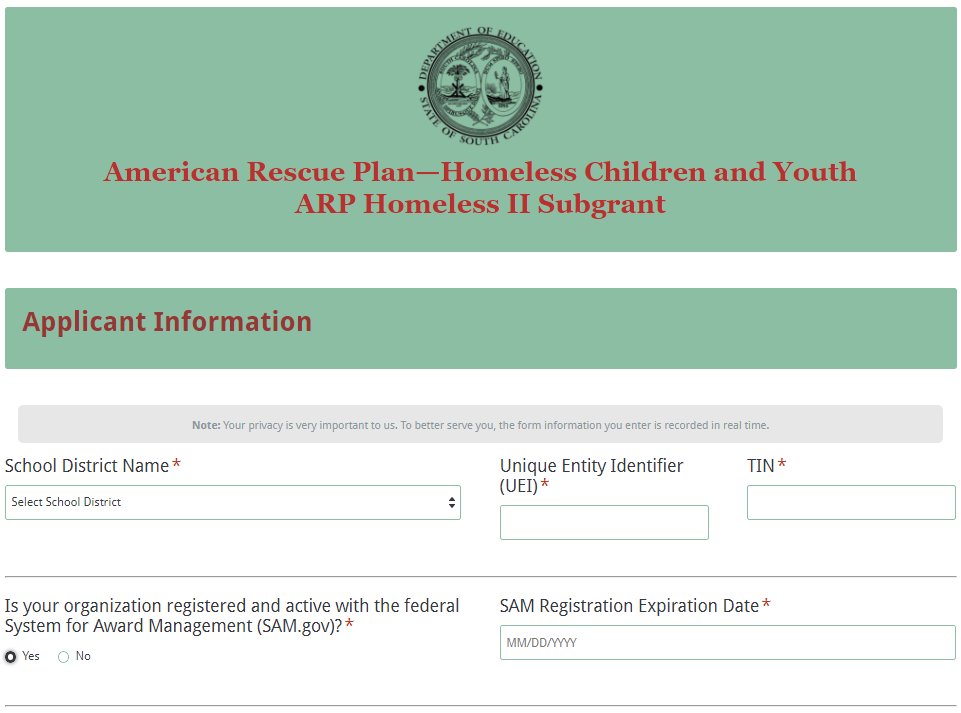 DEPARTMENT OF EDUCATION
STATE OF SOUTH CAROLINA
American Rescue Plan—Homeless Children and Youth
ARP Homeless II Subgrant
Applicant Information
Note: Your privacy is very important to us. To better serve you, the form information you enter is recorded in real time.
School District Name*
Select School District
Unique Entity Identifier
(UEI)*
TIN*
Is your organization registered and active with the federal
System for Award Management (SAM.gov)?*
Yes
No
SAM Registration Expiration Date*
MM/DD/YYYY